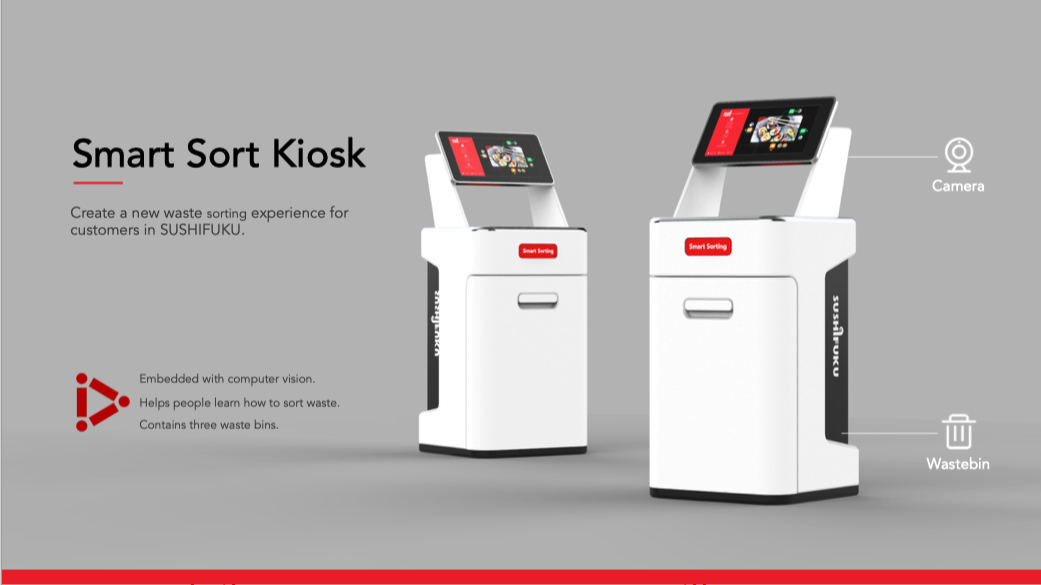 Smart Sort Kiosk
Create a new waste sorting experience for
customers in SUSHIFUKU.
Embedded with computer vision.
Helps people learn how to sort waste.
Contains three waste bins.
Smart Sorting
SUSHIFUKU
Smart Sorting
SUSHIFUKU
Camera
Wastebin